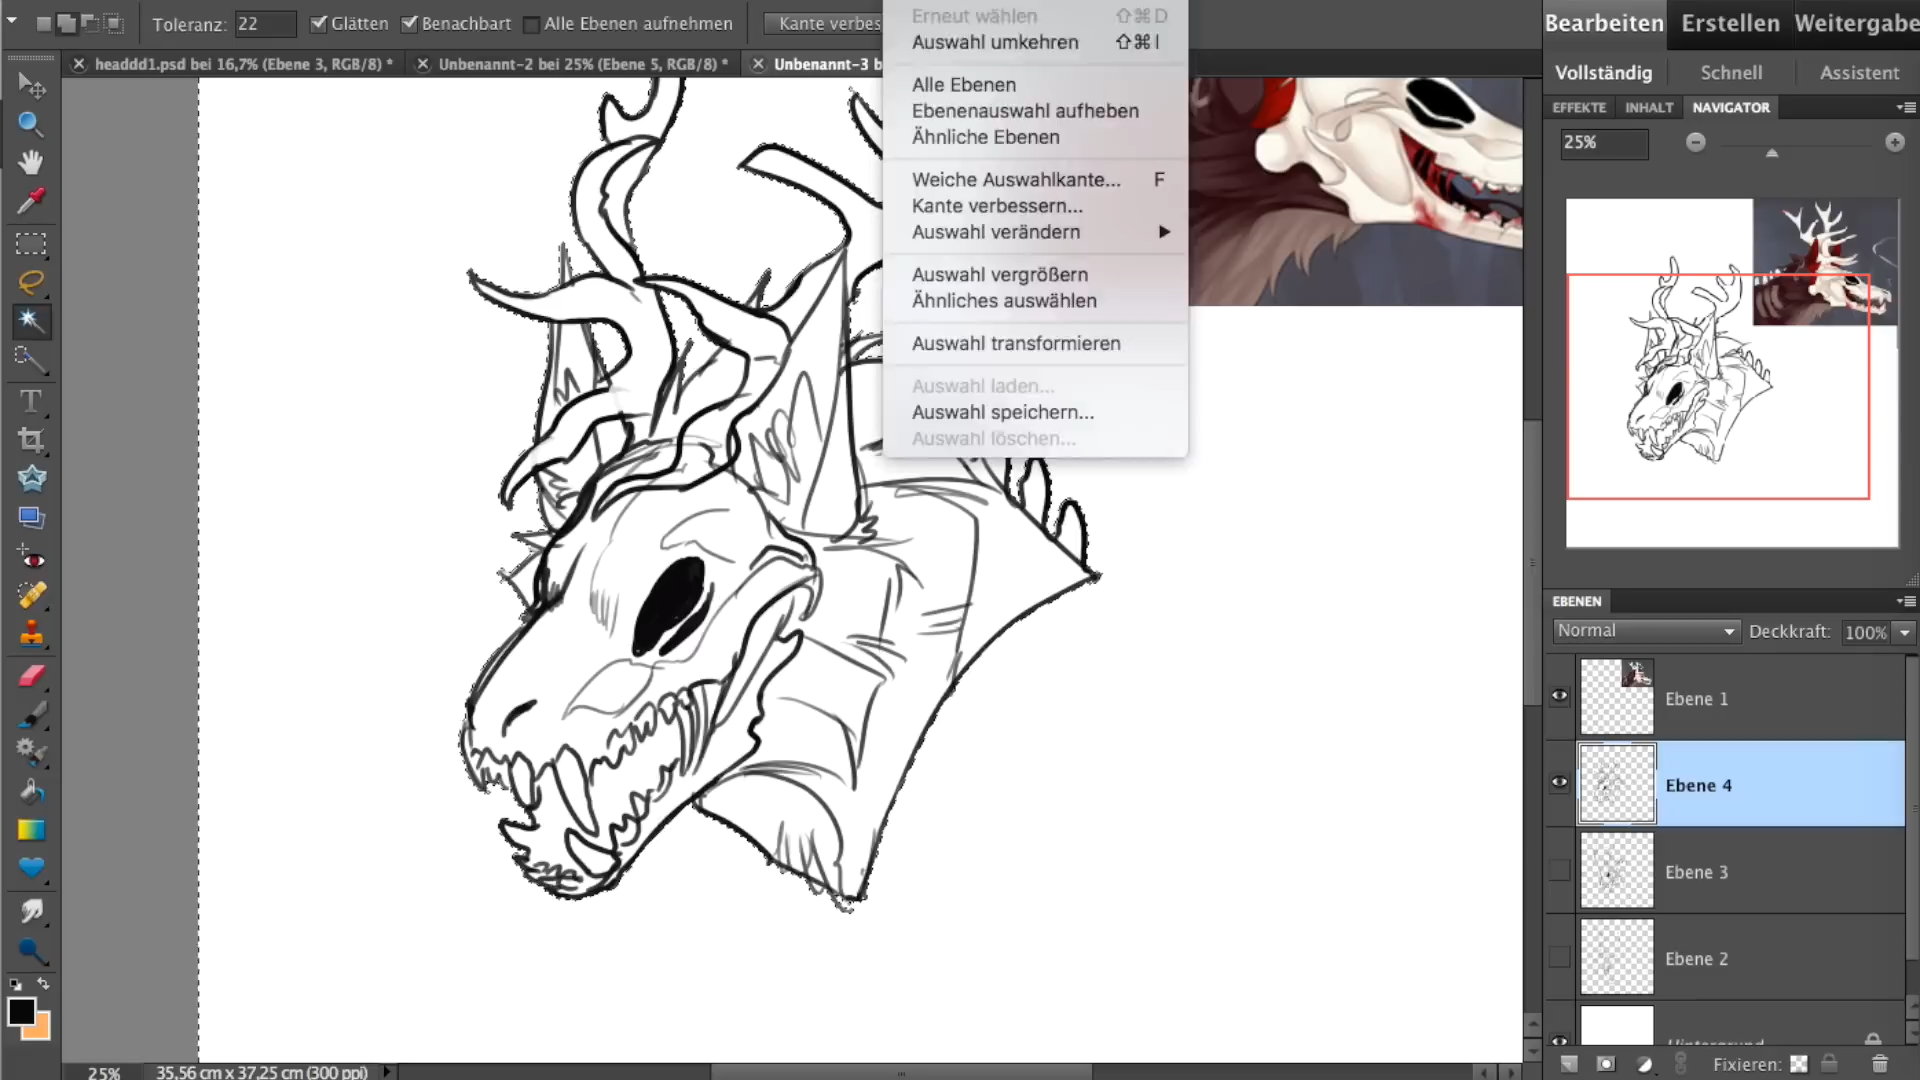 Toleranz: 22 Glätten Benachbart Alle Ebenen aufnehmen Kante verbes
headdd1.psd bei 16,7% (Ebene 3, RGB/8) *
Unbenannt-2 bei 25% (Ebene 5, RGB/8) *
Unbenannt-3 b
Erneut wählen ⇧⌘D
Auswahl umkehren ⇧⌘I
Alle Ebenen
Ebenenauswahl aufheben
Ähnliche Ebenen
Weiche Auswahlkante... F
Kante verbessern...
Auswahl verändern
Auswahl vergrößern
Ähnliches auswählen
Auswahl transformieren
Auswahl laden...
Auswahl speichern...
Auswahl löschen...
Bearbeiten Erstellen Weitergabe
Vollständig Schnell Assistent
EFFEKTE INHALT NAVIGATOR
25%
EBENEN
Normal Deckkraft: 100%
Ebene 1
Ebene 4
Ebene 3
Ebene 2
Hintergrund
Fixieren:
25% 35,56 cm x 37,25 cm (300 ppi)